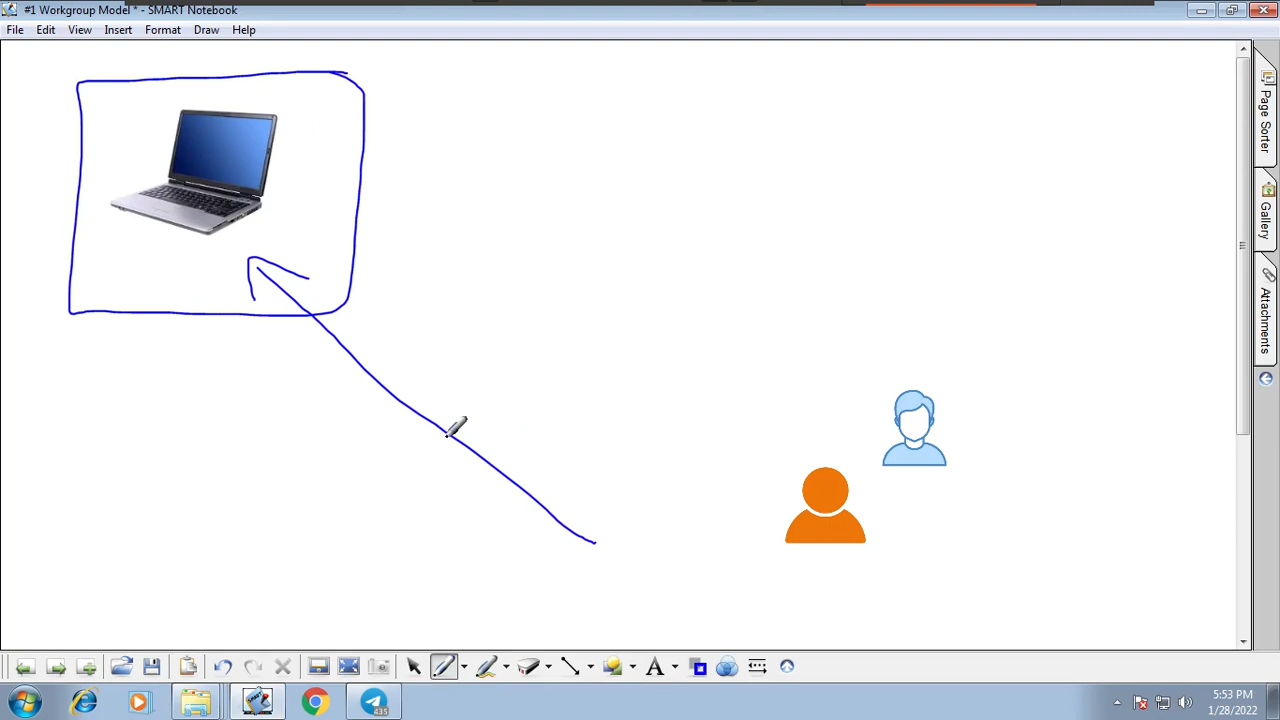 #1 Workgroup Model * - SMART Notebook
File Edit View Insert Format Draw Help
Page Sorter
Gallery
Attachments
A
435
5:53 PM
1/28/2022